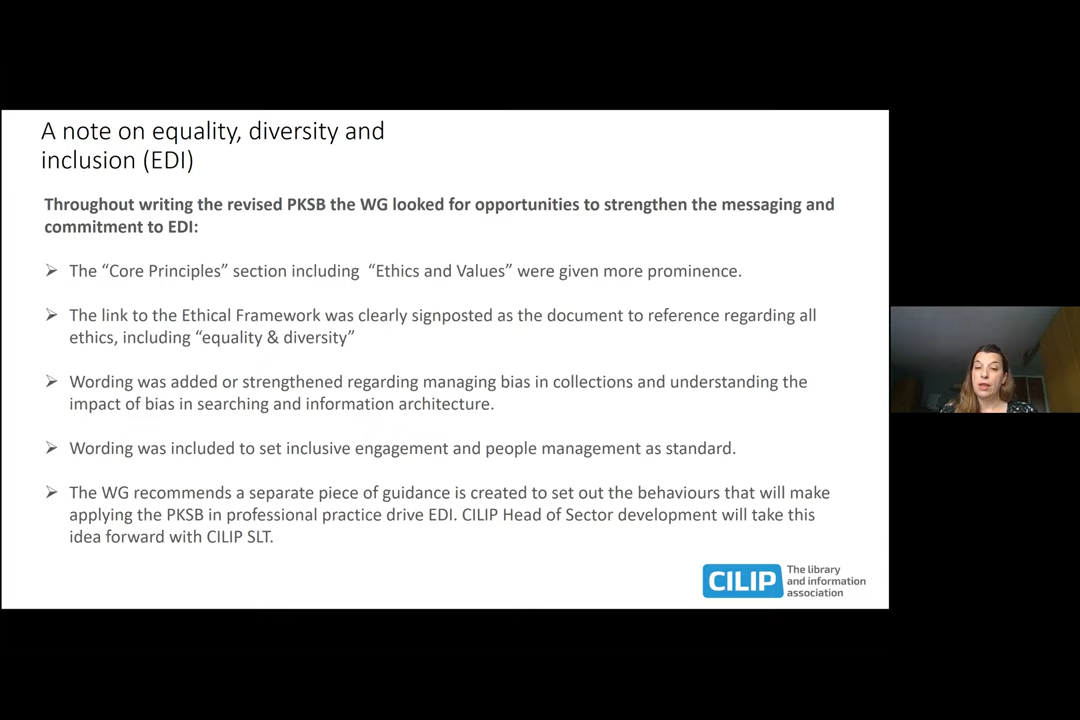 A note on equality, diversity and
inclusion (EDI)
Throughout writing the revised PKSB the WG looked for opportunities to strengthen the messaging and
commitment to EDI:
➢ The “Core Principles” section including “Ethics and Values” were given more prominence.
➢ The link to the Ethical Framework was clearly signposted as the document to reference regarding all
ethics, including “equality & diversity”
➢ Wording was added or strengthened regarding managing bias in collections and understanding the
impact of bias in searching and information architecture.
➢ Wording was included to set inclusive engagement and people management as standard.
➢ The WG recommends a separate piece of guidance is created to set out the behaviours that will make
applying the PKSB in professional practice drive EDI. CILIP Head of Sector development will take this
idea forward with CILIP SLT.
CILIP
The library
and information
association